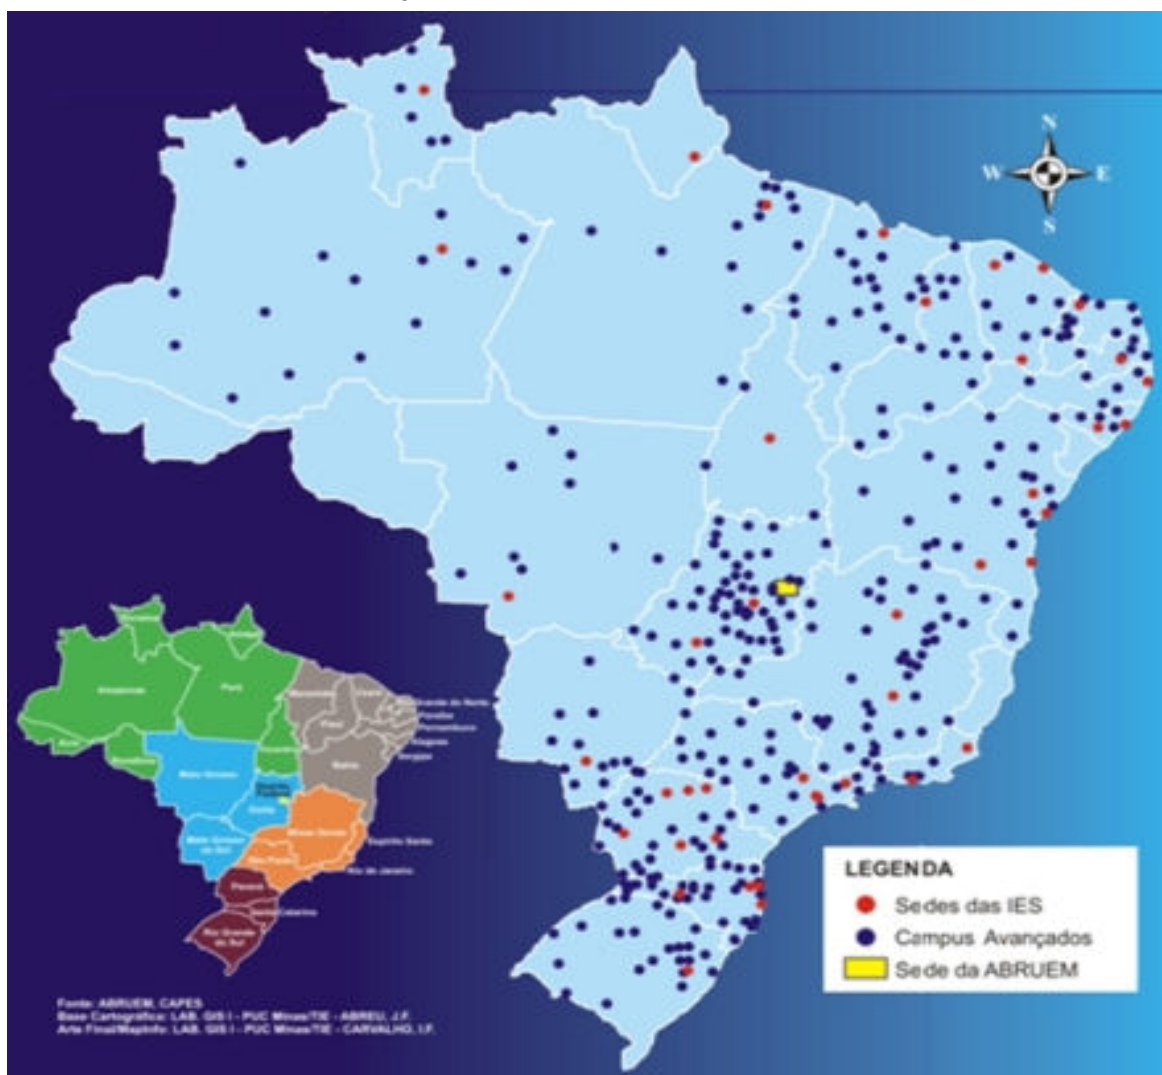 N
W
E
S
Amazonas
Pará
Maranhão
Ceará
Rio Grande do Norte
Paraíba
Pernambuco
Alagoas
Sergipe
Piauí
Bahia
Mato Grosso
Goiás
Mato Grosso
do Sul
Minas Gerais
Espírito Santo
São Paulo
Rio de Janeiro
Paraná
Santa Catarina
Rio Grande
do Sul
LEGENDA
Sedes das IES
Campus Avançados
Sede da ABRUEM
Fonte: ABRUEM, CAPES
Base Cartográfica: LAB. GIS I - PUC Minas/TIE - ABREU, J.F.
Arte Final/MapInfo: LAB. GIS I - PUC Minas/TIE - CARVALHO, I.F.